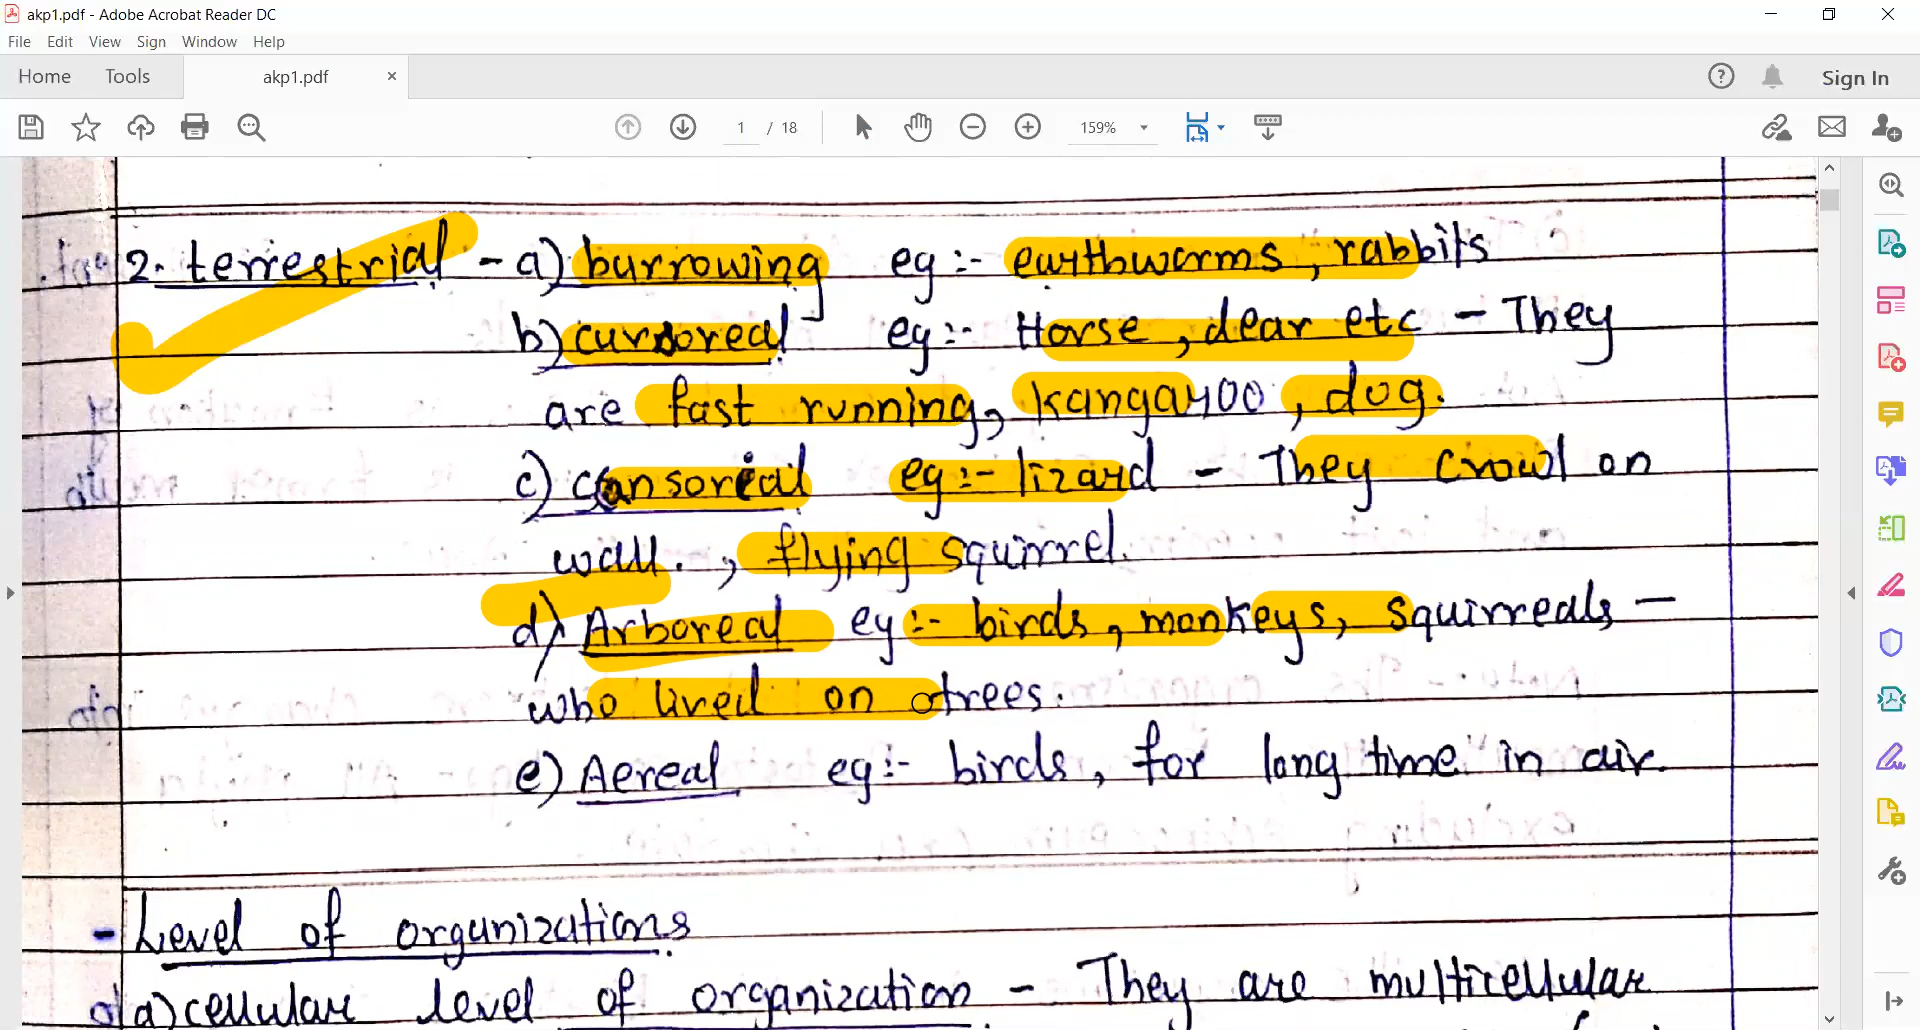 akp1.pdf - Adobe Acrobat Reader DC
File Edit View Sign Window Help
Home Tools akp1.pdf × Sign In
1 / 18 159%
2. terrestrial - a) burrowing eg :- earthworms, rabbits
b) cursoreal eg :- Horse, dear etc - They
are fast running, kangaroo, dog.
c) cansorial eg :- lizard - They crowl on
wall. , flying squirrel.
d) Arboreal eg :- birds, monkeys, squirreals -
who lived on trees.
e) Aereal eg :- birds, for long time in air.
- Level of organizations
a) cellular level of organization - They are multicellular